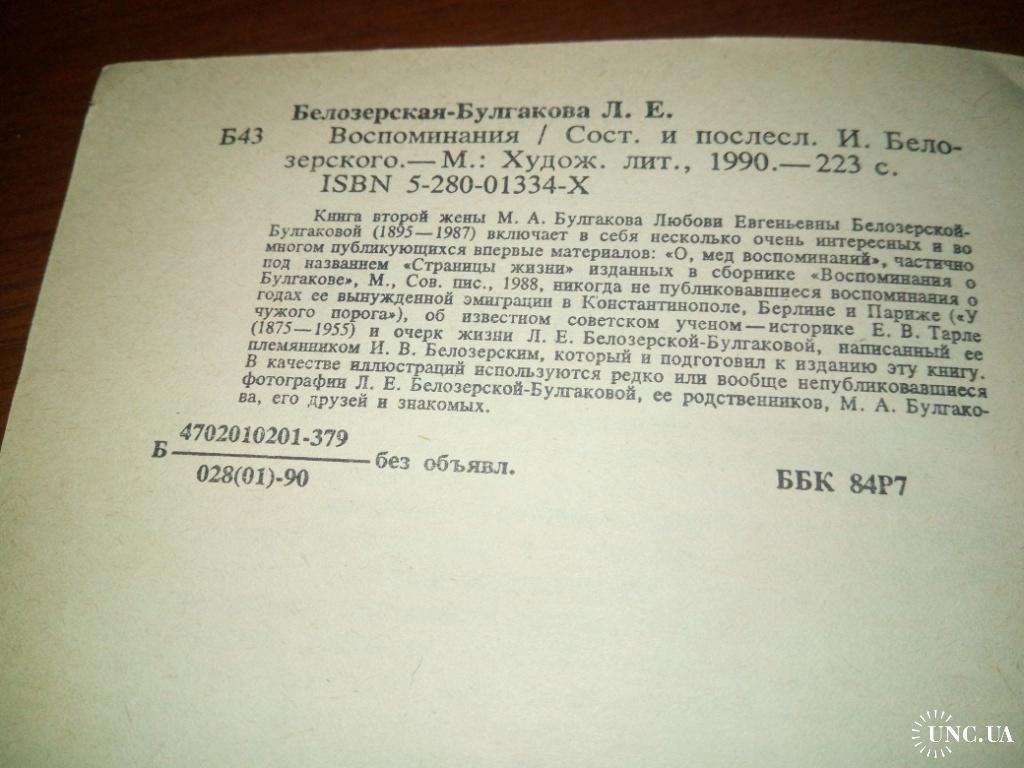 Белозерская-Булгакова Л. Е.
Б43 Воспоминания / Сост. и послесл. И. Бело-
зерского.— М.: Худож. лит., 1990.— 223 с.
ISBN 5-280-01334-X
Книга второй жены М. А. Булгакова Любови Евгеньевны Белозерской-
Булгаковой (1895—1987) включает в себя несколько очень интересных и во
многом публикующихся впервые материалов: «О, мед воспоминаний», частично
под названием «Страницы жизни» изданных в сборнике «Воспоминания о
Булгакове», М., Сов. пис., 1988, никогда не публиковавшиеся воспоминания о
годах ее вынужденной эмиграции в Константинополе, Берлине и Париже («У
чужого порога»), об известном советском ученом — историке Е. В. Тарле
(1875—1955) и очерк жизни Л. Е. Белозерской-Булгаковой, написанный ее
племянником И. В. Белозерским, который и подготовил к изданию эту книгу.
В качестве иллюстраций используются редко или вообще непубликовавшиеся
фотографии Л. Е. Белозерской-Булгаковой, ее родственников, М. А. Булгако-
ва, его друзей и знакомых.
Б 4702010201-379
028(01)-90 без объявл.
ББК 84Р7
UNC.UA